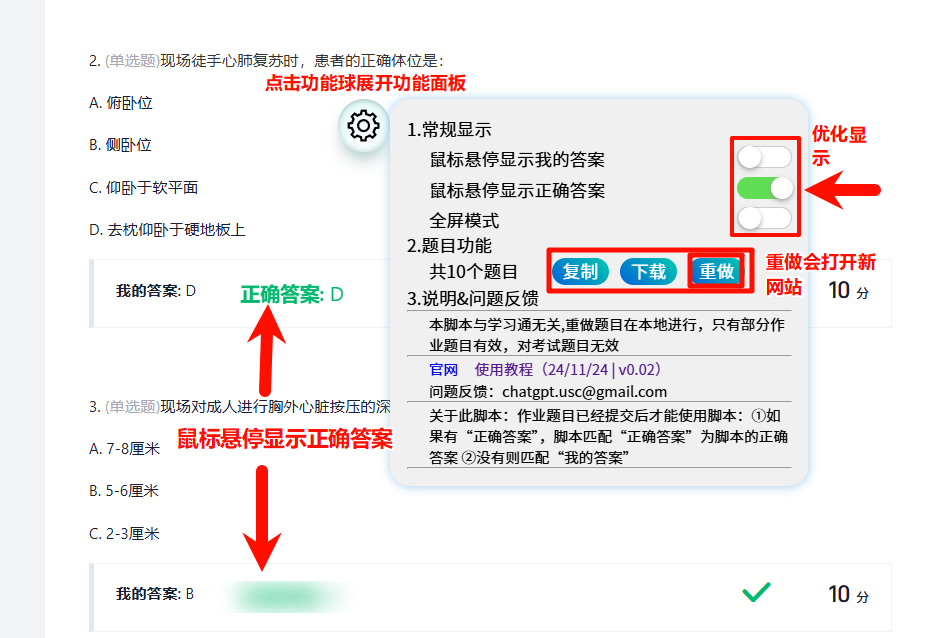 2. (单选题)现场徒手心肺复苏时，患者的正确体位是：
点击功能球展开功能面板
A. 俯卧位
B. 侧卧位
C. 仰卧于软平面
D. 去枕仰卧于硬地板上
我的答案: D
正确答案: D
10 分
1.常规显示
鼠标悬停显示我的答案
鼠标悬停显示正确答案
全屏模式
优化显
示
2.题目功能
共10个题目
复制
下载
重做
重做会打开新
网站
3.说明&问题反馈
本脚本与学习通无关,重做题目在本地进行，只有部分作
业题目有效，对考试题目无效
官网 使用教程（24/11/24 | v0.02）
问题反馈：chatgpt.usc@gmail.com
关于此脚本：作业题目已经提交后才能使用脚本：①如
果有“正确答案”，脚本匹配“正确答案”为脚本的正确
答案 ②没有则匹配“我的答案”
3. (单选题)现场对成人进行胸外心脏按压的深
鼠标悬停显示正确答案
A. 7-8厘米
B. 5-6厘米
C. 2-3厘米
我的答案: B
10 分